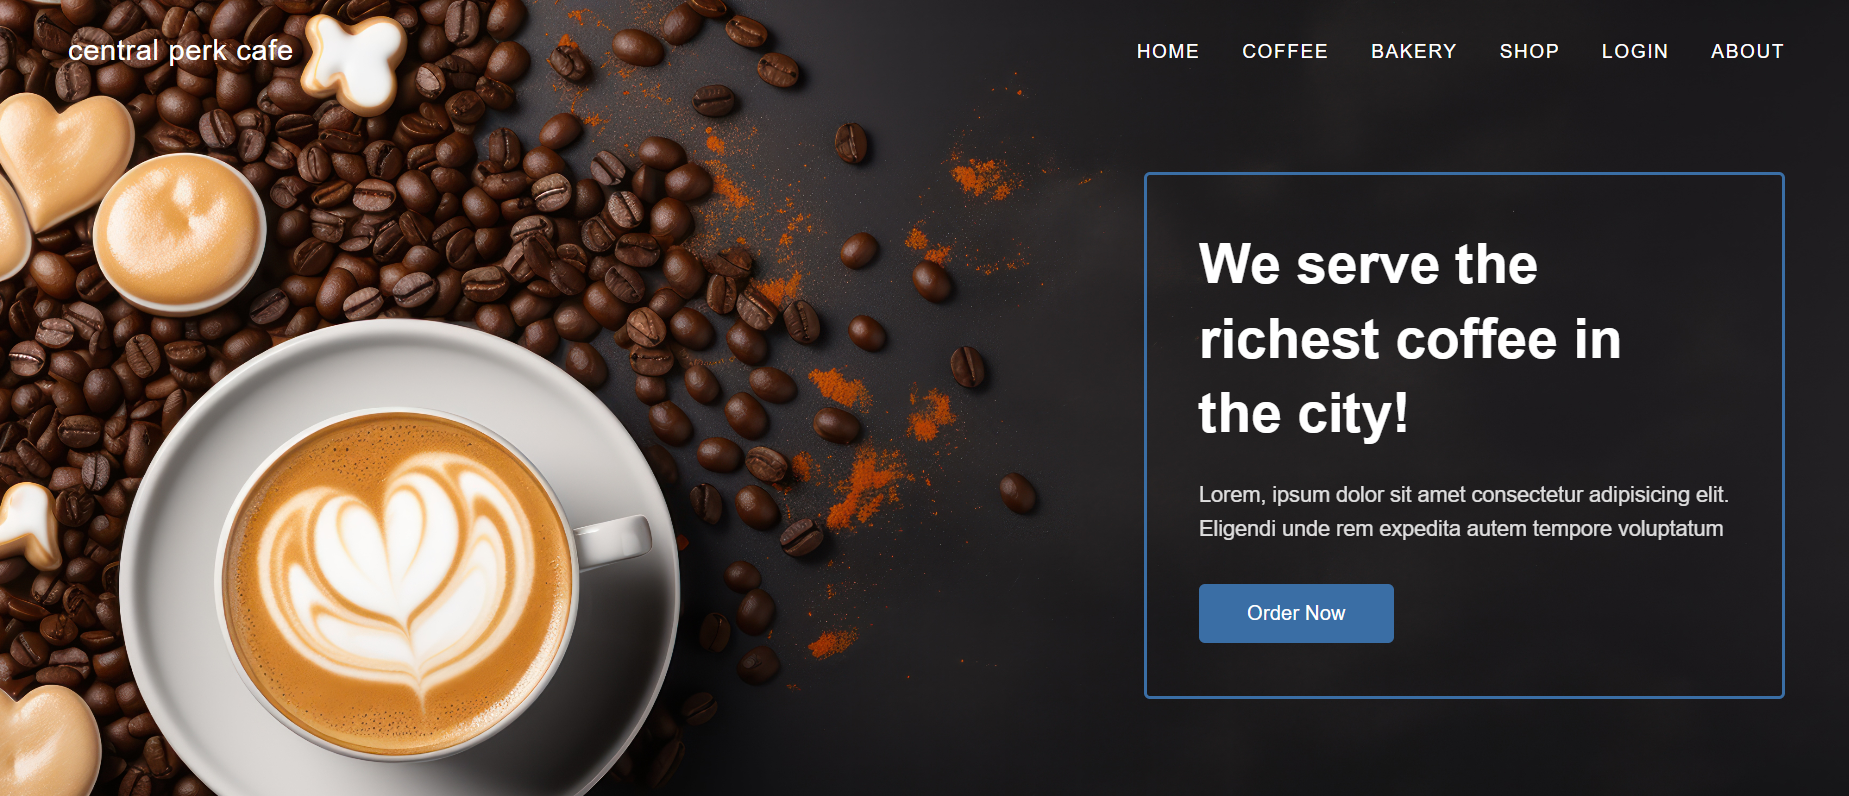 central perk cafe
HOME COFFEE BAKERY SHOP LOGIN ABOUT
We serve the
richest coffee in
the city!
Lorem, ipsum dolor sit amet consectetur adipisicing elit.
Eligendi unde rem expedita autem tempore voluptatum
Order Now